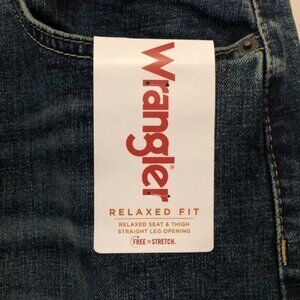 Wrangler
RELAXED FIT
RELAXED SEAT & THIGH
STRAIGHT LEG OPENING
FREE TO STRETCH.